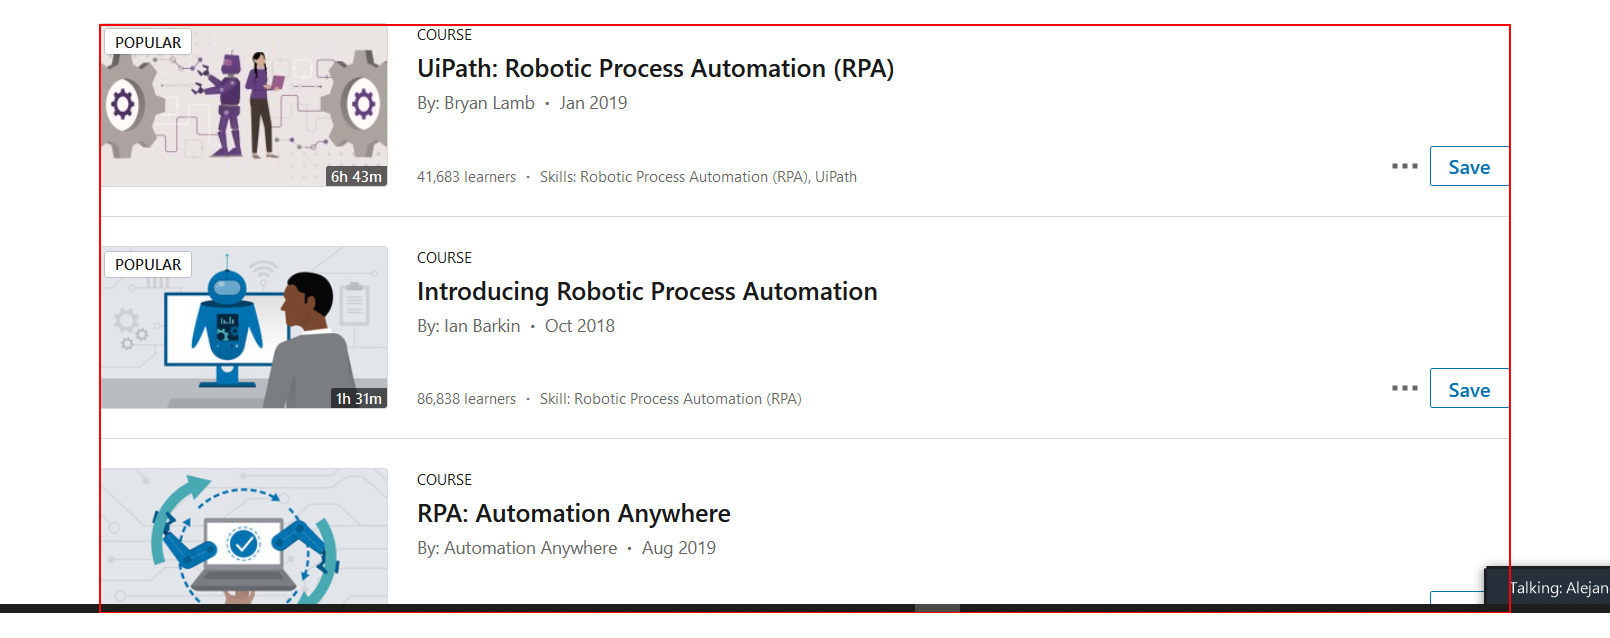 POPULAR
6h 43m
COURSE
UiPath: Robotic Process Automation (RPA)
By: Bryan Lamb • Jan 2019
41,683 learners • Skills: Robotic Process Automation (RPA), UiPath
Save
POPULAR
1h 31m
COURSE
Introducing Robotic Process Automation
By: Ian Barkin • Oct 2018
86,838 learners • Skill: Robotic Process Automation (RPA)
Save
COURSE
RPA: Automation Anywhere
By: Automation Anywhere • Aug 2019
Talking: Alejan